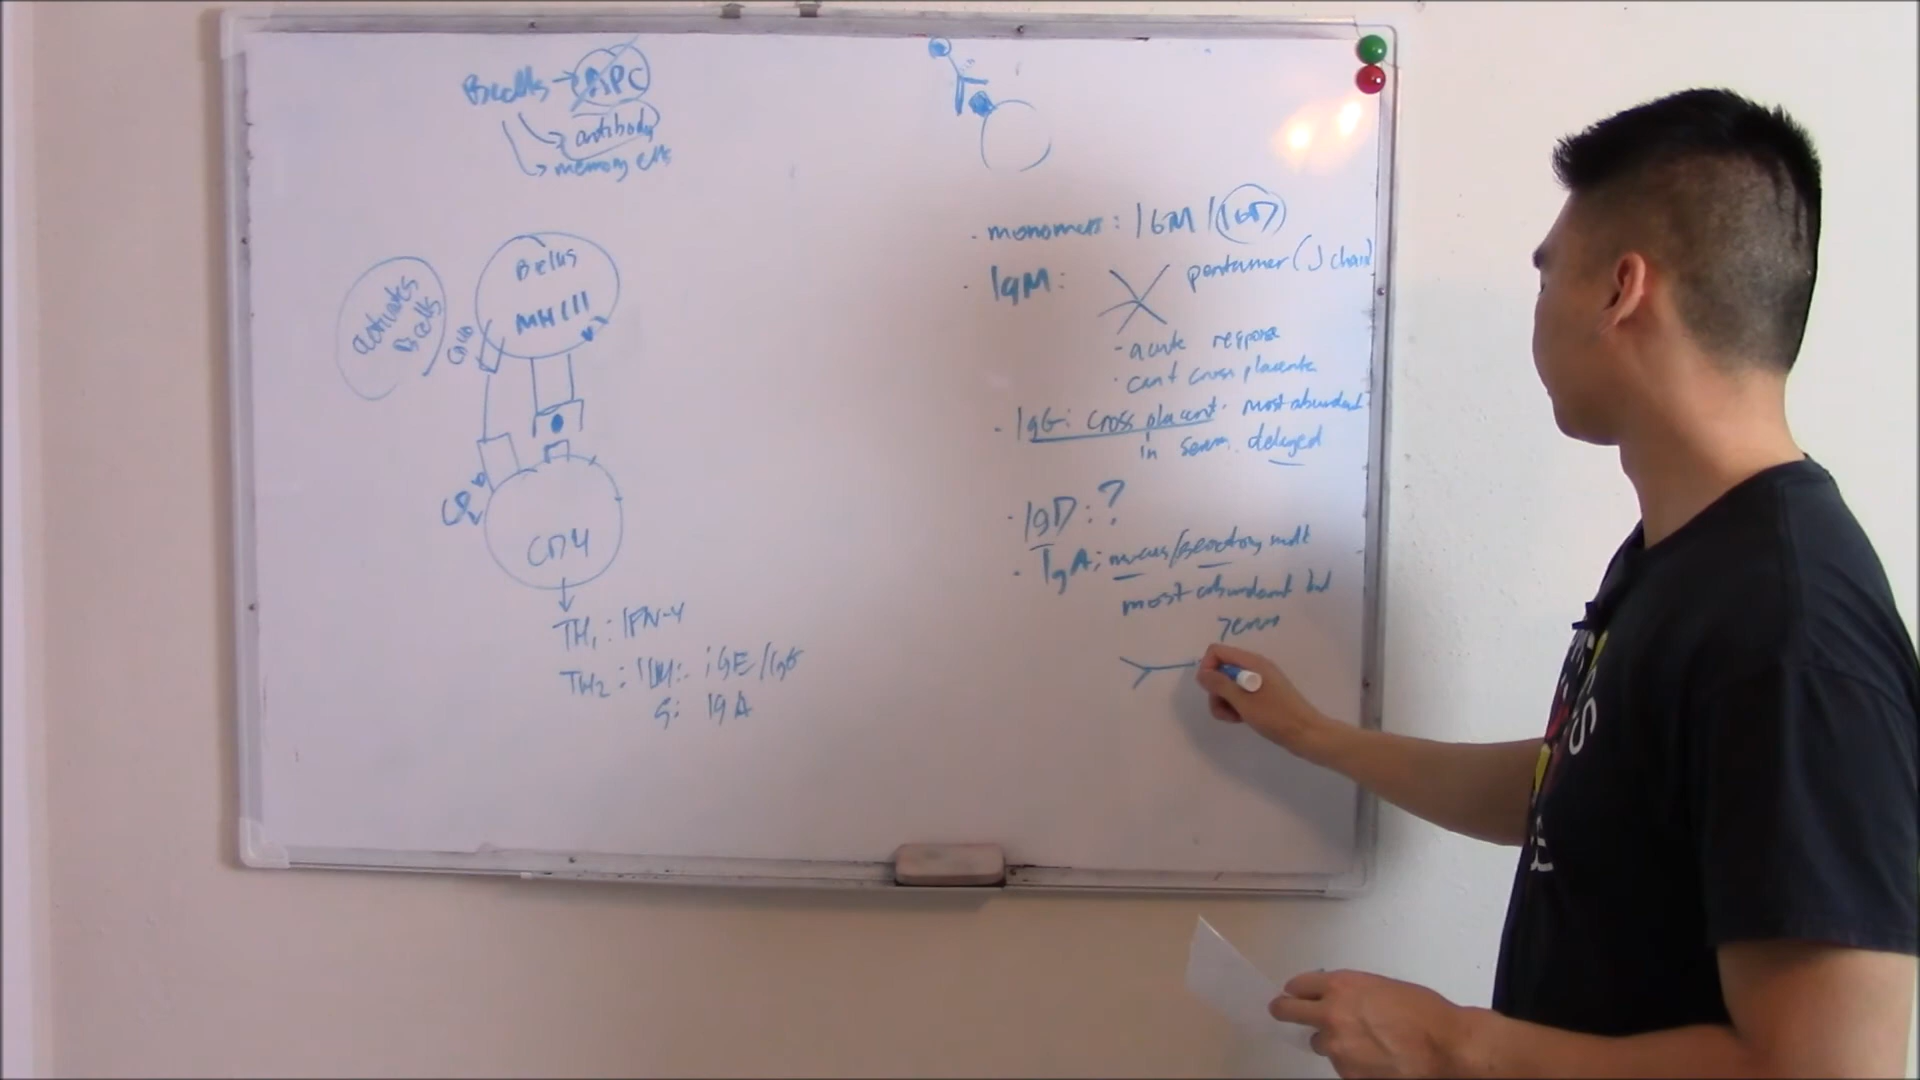 Bcells → APC
antibody
memory cells
Bcells
MHCII
activates
Bcells
CD40
CD4
TH1: IFN-γ
TH2: IL4: IgE/IgG
5: IgA
monomers: IGM / IGD
IgM: pentamer (J chain)
- acute response
· can't cross placenta
· IgG: cross placent. most abundant
in serum. delayed
· IgD: ?
· IgA: mucus/secretory
most abundant